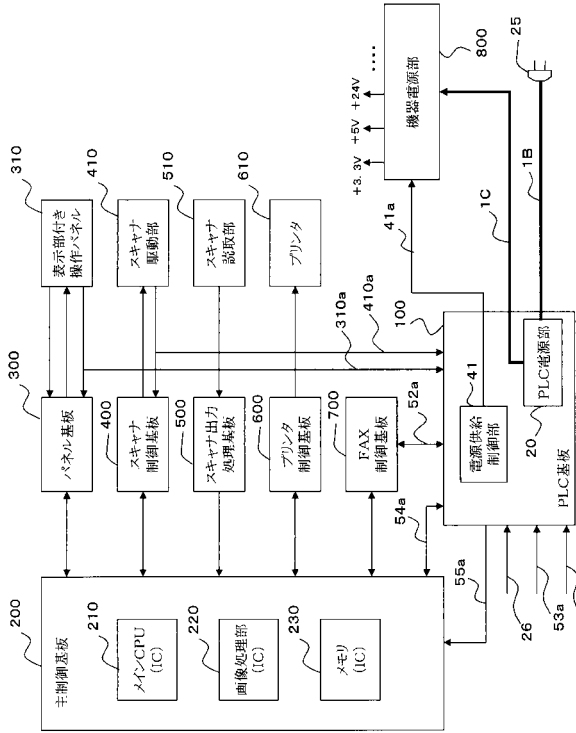 200
主制御基板
210
メインCPU
(IC)
220
画像処理部
(IC)
230
メモリ
(IC)
300
パネル基板
310
表示部付き
操作パネル
400
スキャナ
制御基板
410
スキャナ
駆動部
500
スキャナ出力
処理基板
510
スキャナ
読取部
600
プリンタ
制御基板
610
プリンタ
700
FAX
制御基板
310a
410a
52a
54a
55a
26
53a
100
41
電源供給
制御部
20
PLC電源部
PLC基板
41a
1C
1B
25
+3.3V
+5V
+24V
‥‥
機器電源部
800